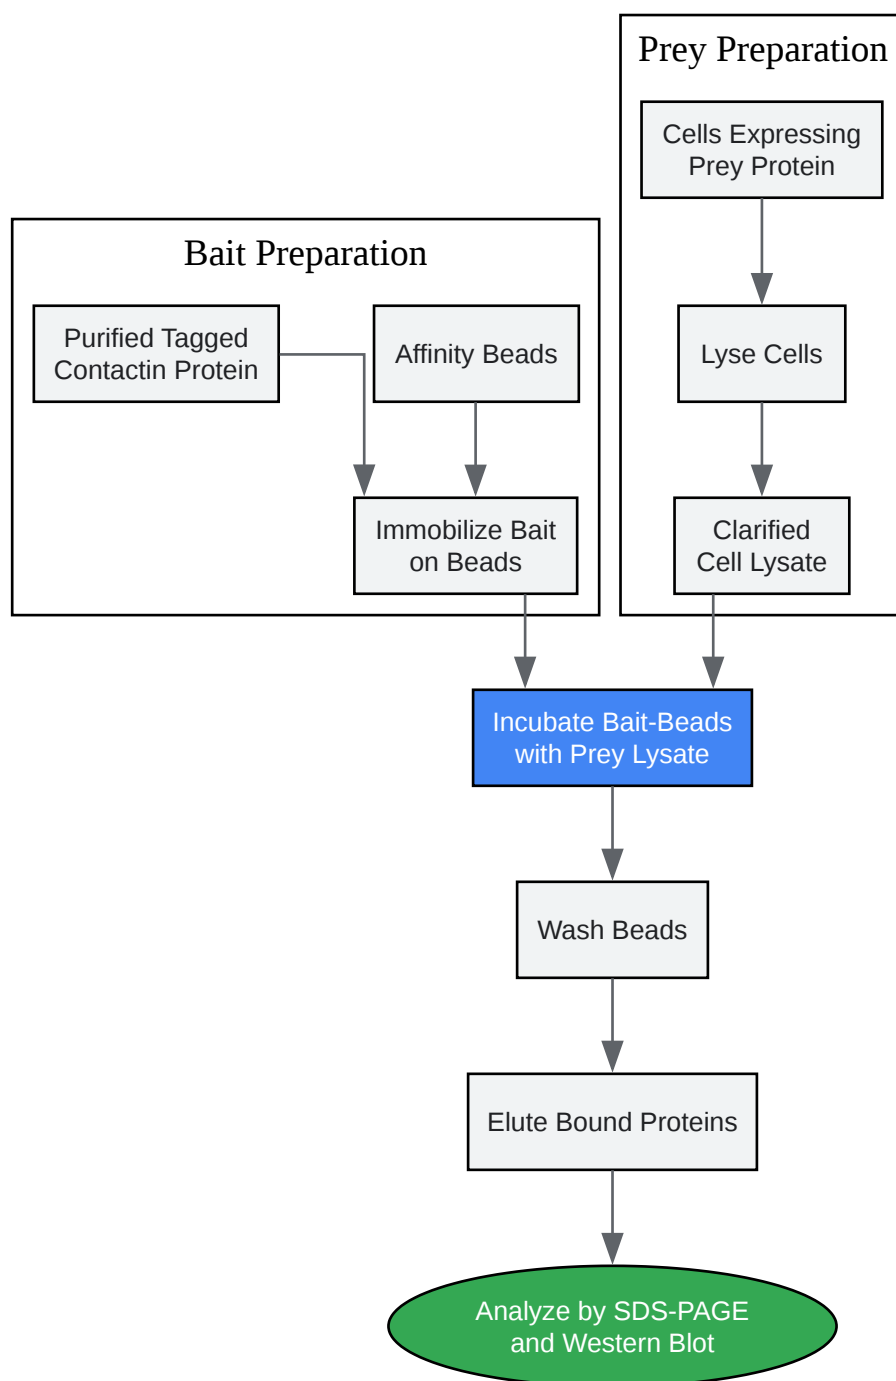 Prey Preparation
Cells Expressing
Prey Protein
Bait Preparation
Purified Tagged
Contactin Protein
Affinity Beads
Lyse Cells
Immobilize Bait
on Beads
Clarified
Cell Lysate
Incubate Bait-Beads
with Prey Lysate
Wash Beads
Elute Bound Proteins
Analyze by SDS-PAGE
and Western Blot